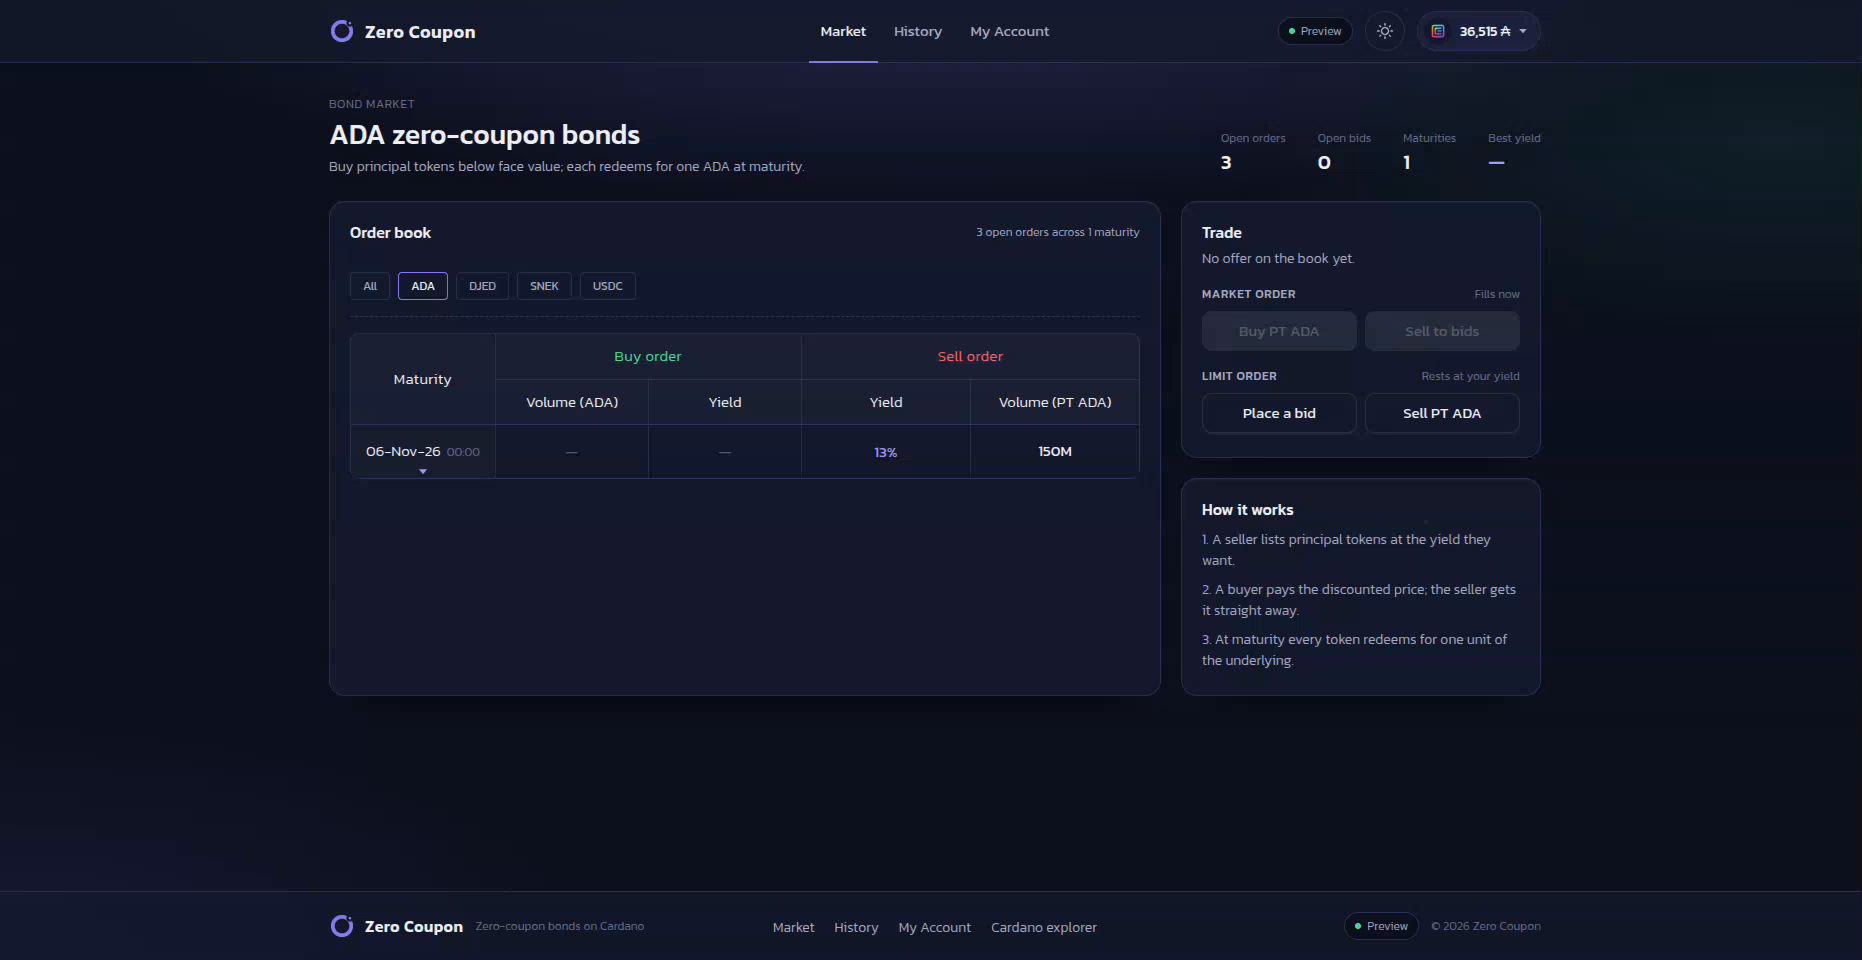 Zero Coupon
Market History My Account
Preview
36,515 ₳
BOND MARKET
ADA zero-coupon bonds
Buy principal tokens below face value; each redeems for one ADA at maturity.
Open orders Open bids Maturities Best yield
3 0 1 —
Order book
3 open orders across 1 maturity
All ADA DJED SNEK USDC
Maturity
Buy order Sell order
Volume (ADA) Yield Yield Volume (PT ADA)
06-Nov-26 00:00 — — 13% 150M
Trade
No offer on the book yet.
MARKET ORDER Fills now
Buy PT ADA Sell to bids
LIMIT ORDER Rests at your yield
Place a bid Sell PT ADA
How it works
1. A seller lists principal tokens at the yield they
want.
2. A buyer pays the discounted price; the seller gets
it straight away.
3. At maturity every token redeems for one unit of
the underlying.
Zero Coupon Zero-coupon bonds on Cardano
Market History My Account Cardano explorer
Preview © 2026 Zero Coupon